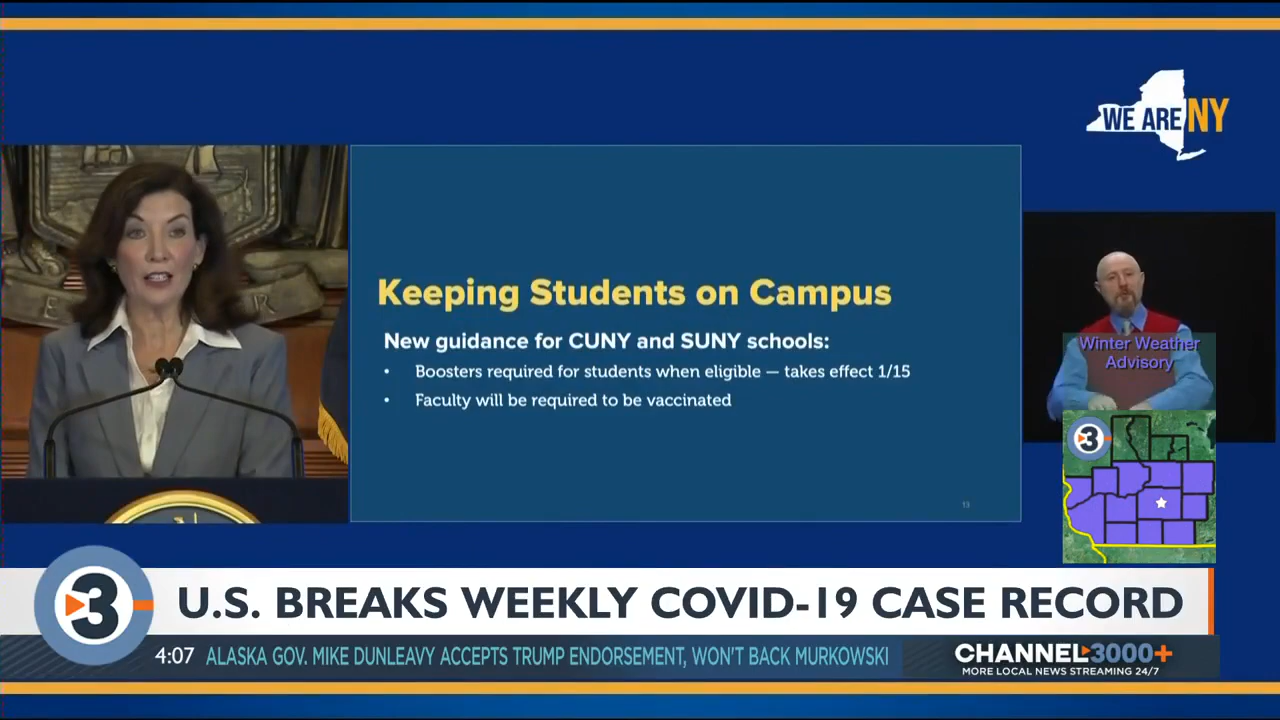 WE ARE NY
E R
Keeping Students on Campus
New guidance for CUNY and SUNY schools:
• Boosters required for students when eligible — takes effect 1/15
• Faculty will be required to be vaccinated
13
Winter Weather
Advisory
3
3
U.S. BREAKS WEEKLY COVID-19 CASE RECORD
4:07 ALASKA GOV. MIKE DUNLEAVY ACCEPTS TRUMP ENDORSEMENT, WON'T BACK MURKOWSKI
CHANNEL3000+
MORE LOCAL NEWS STREAMING 24/7